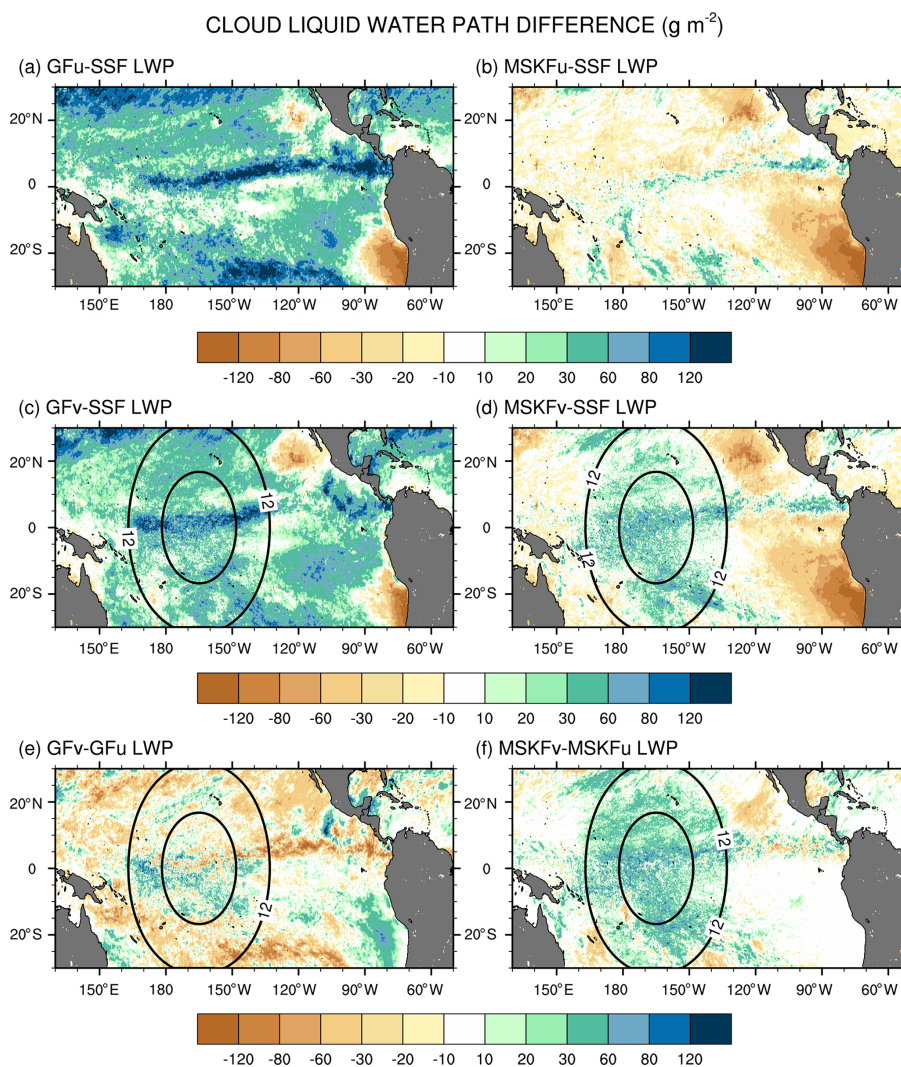 CLOUD LIQUID WATER PATH DIFFERENCE (g m⁻²)
(a) GFu-SSF LWP
(b) MSKFu-SSF LWP
20°N
0
20°S
20°N
0
20°S
150°E 180 150°W 120°W 90°W 60°W
150°E 180 150°W 120°W 90°W 60°W
-120 -80 -60 -30 -20 -10 10 20 30 60 80 120
(c) GFv-SSF LWP
(d) MSKFv-SSF LWP
20°N
0
20°S
12
12
20°N
0
20°S
12
12
12
150°E 180 150°W 120°W 90°W 60°W
150°E 180 150°W 120°W 90°W 60°W
-120 -80 -60 -30 -20 -10 10 20 30 60 80 120
(e) GFv-GFu LWP
(f) MSKFv-MSKFu LWP
20°N
0
20°S
12
20°N
0
20°S
12
12
150°E 180 150°W 120°W 90°W 60°W
150°E 180 150°W 120°W 90°W 60°W
-120 -80 -60 -30 -20 -10 10 20 30 60 80 120